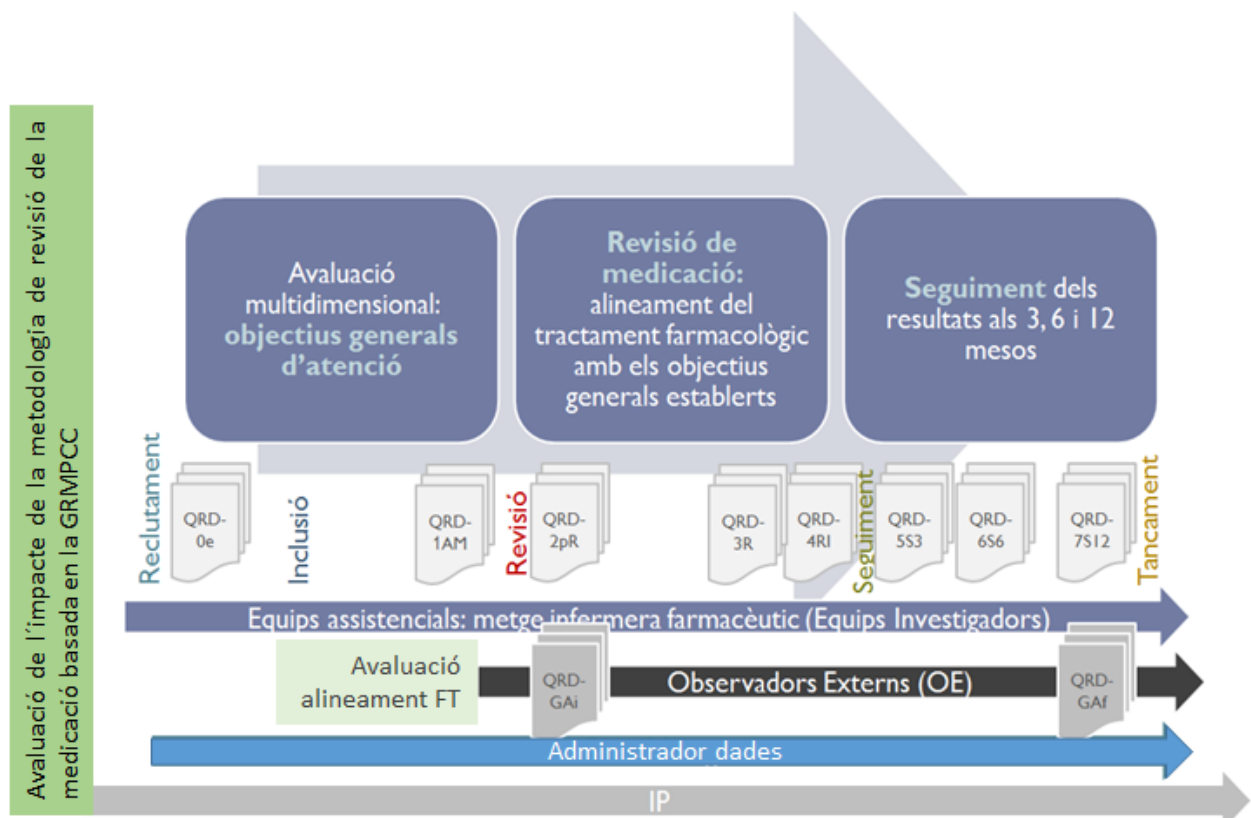 Avaluació de l´impacte de la metodologia de revisió de la
medicació basada en la GRMPCC
Avaluació
multidimensional:
objectius generals
d'atenció
Revisió de
medicació:
alineament del
tractament farmacològic
amb els objectius
generals establerts
Seguiment dels
resultats als 3, 6 i 12
mesos
Reclutament
QRD-
0e
Inclusió
QRD-
1AM
Revisió
QRD-
2pR
QRD-
3R
QRD-
4RI
Seguiment
QRD-
5S3
QRD-
6S6
QRD-
7S12
Tancament
Equips assistencials: metge infermera farmacèutic (Equips Investigadors)
Avaluació
alineament FT
QRD-
GAi
Observadors Externs (OE)
QRD-
GAf
Administrador dades
IP